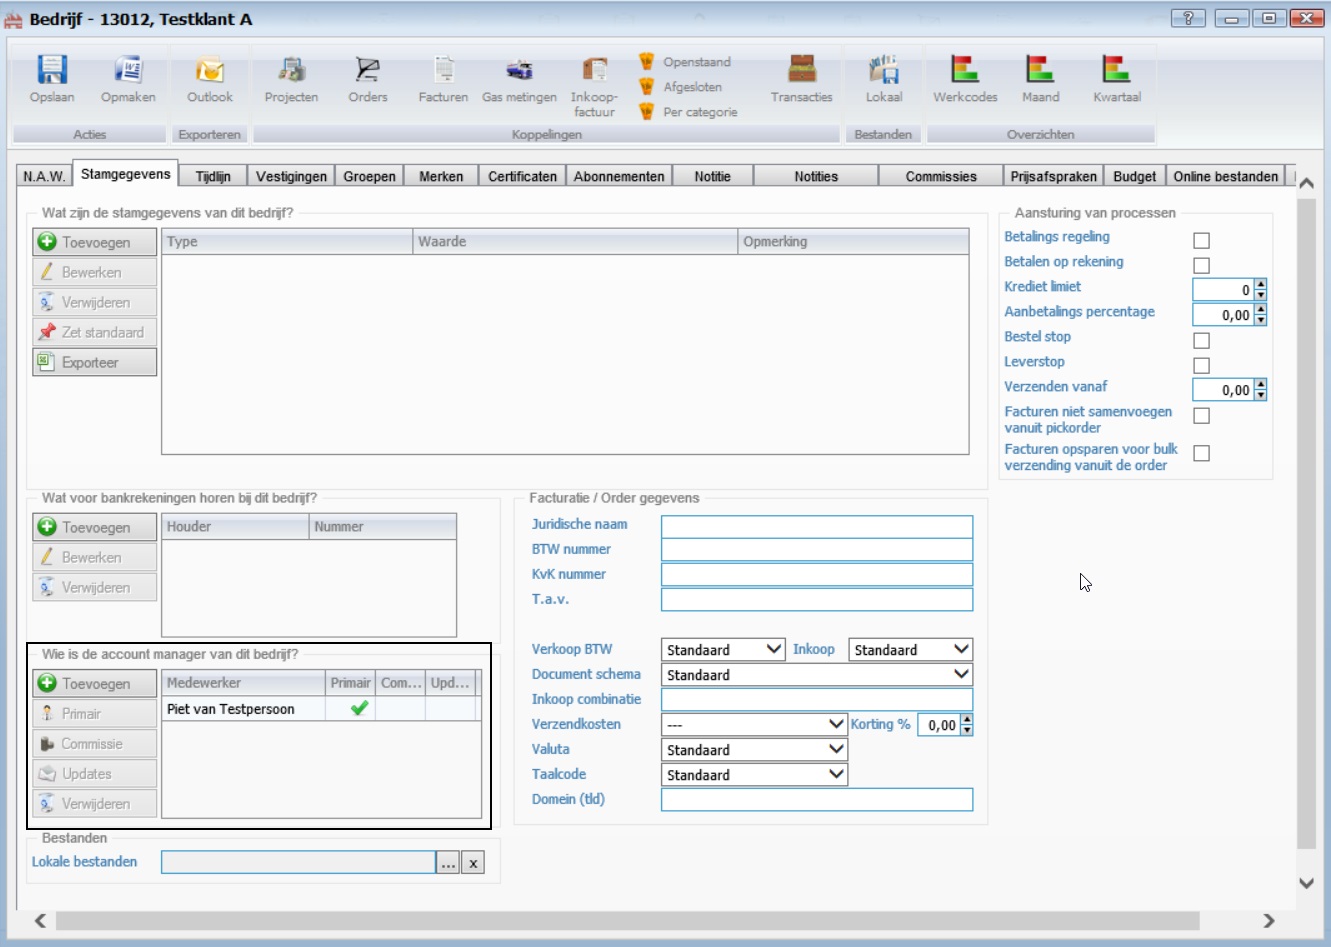 Bedrijf - 13012, Testklant A
Opslaan
Opmaken
Outlook
Projecten
Orders
Facturen
Gas metingen
Inkoop-
factuur
Openstaand
Afgesloten
Per categorie
Transacties
Lokaal
Werkcodes
Maand
Kwartaal
Acties
Exporteren
Koppelingen
Bestanden
Overzichten
N.A.W. Stamgegevens Tijdlijn Vestigingen Groepen Merken Certificaten Abonnementen Notitie Notities Commissies Prijsafspraken Budget Online bestanden
Wat zijn de stamgegevens van dit bedrijf?
Toevoegen
Bewerken
Verwijderen
Zet standaard
Exporteer
Type Waarde Opmerking
Aansturing van processen
Betalings regeling
Betalen op rekening
Krediet limiet 0
Aanbetalings percentage 0,00
Bestel stop
Leverstop
Verzenden vanaf 0,00
Facturen niet samenvoegen
vanuit pickorder
Facturen opsparen voor bulk
verzending vanuit de order
Wat voor bankrekeningen horen bij dit bedrijf?
Toevoegen
Bewerken
Verwijderen
Houder Nummer
Facturatie / Order gegevens
Juridische naam
BTW nummer
KvK nummer
T.a.v.
Verkoop BTW Standaard Inkoop Standaard
Document schema Standaard
Inkoop combinatie
Verzendkosten --- Korting % 0,00
Valuta Standaard
Taalcode Standaard
Domein (tld)
Wie is de account manager van dit bedrijf?
Toevoegen
Primair
Commissie
Updates
Verwijderen
Medewerker Primair Com... Upd...
Piet van Testpersoon
Bestanden
Lokale bestanden ... x